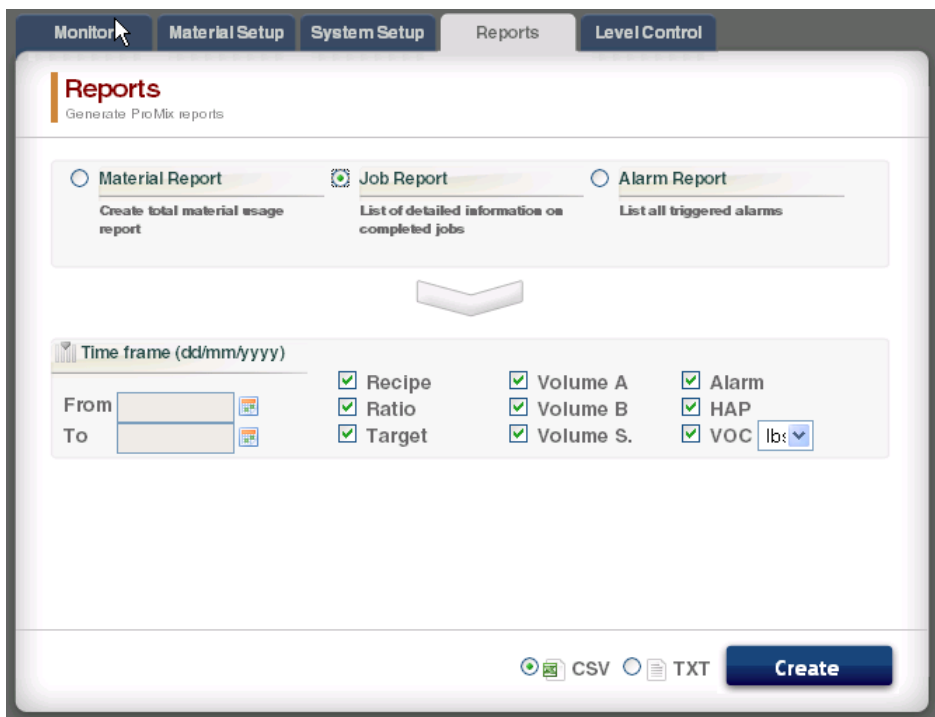 Monitor Material Setup System Setup Reports Level Control
Reports
Generate ProMix reports
Material Report Job Report Alarm Report
Create total material usage List of detailed information on List all triggered alarms
report completed jobs
Time frame (dd/mm/yyyy)
Recipe Volume A Alarm
From Ratio Volume B HAP
To Target Volume S. VOC lbs
CSV TXT Create